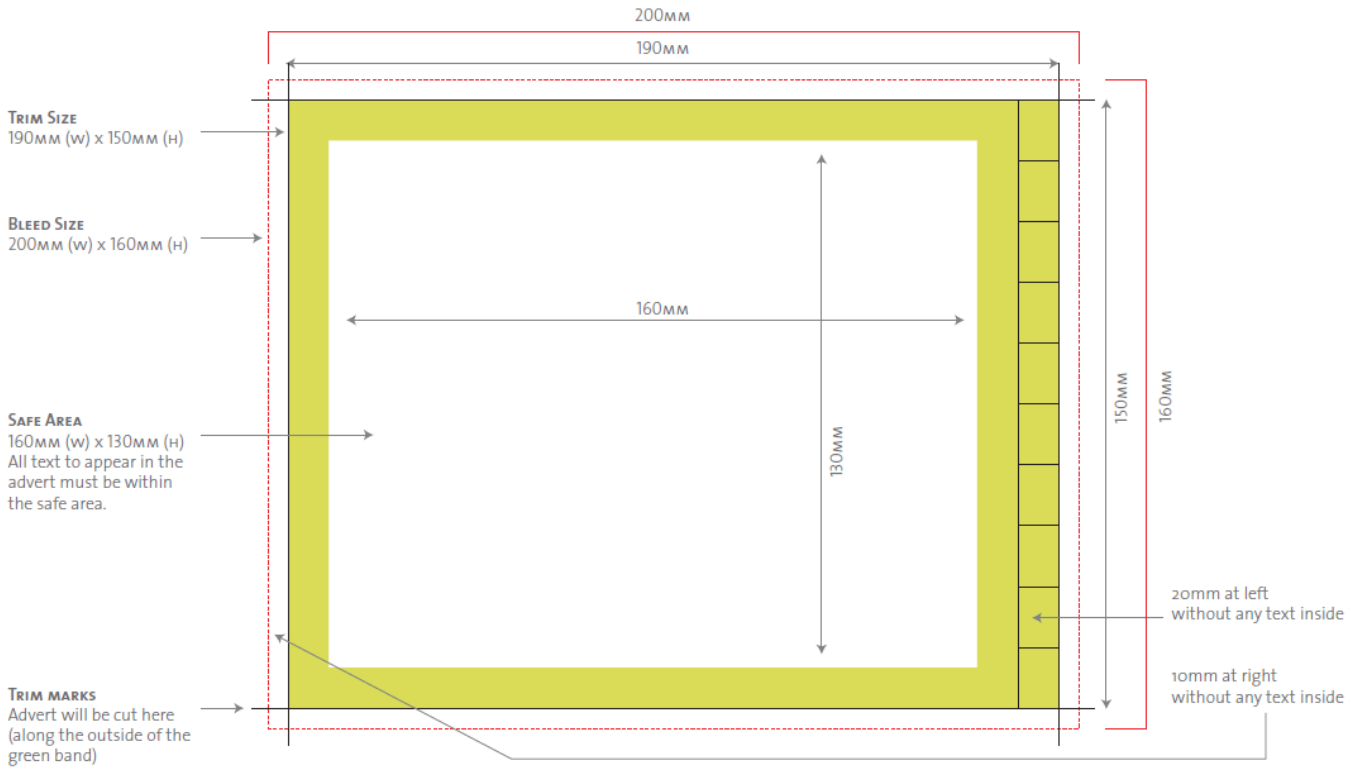 200MM
190MM
TRIM SIZE
190MM (W) X 150MM (H)
BLEED SIZE
200MM (W) X 160MM (H)
160MM
150MM
160MM
SAFE AREA
160MM (W) X 130MM (H)
All text to appear in the
advert must be within
the safe area.
130MM
20mm at left
without any text inside
10mm at right
without any text inside
TRIM MARKS
Advert will be cut here
(along the outside of the
green band)